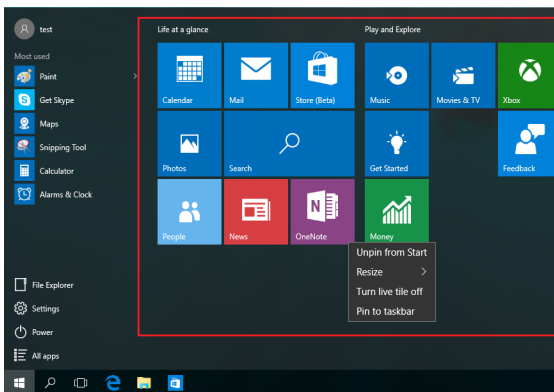 test
Most used
Paint
Get Skype
Maps
Snipping Tool
Calculator
Alarms & Clock
File Explorer
Settings
Power
All apps
Life at a glance
Play and Explore
Calendar
Mail
Store (Beta)
Music
Movies & TV
Xbox
Photos
Search
Get Started
Feedback
People
News
OneNote
Money
Unpin from Start
Resize
Turn live tile off
Pin to taskbar